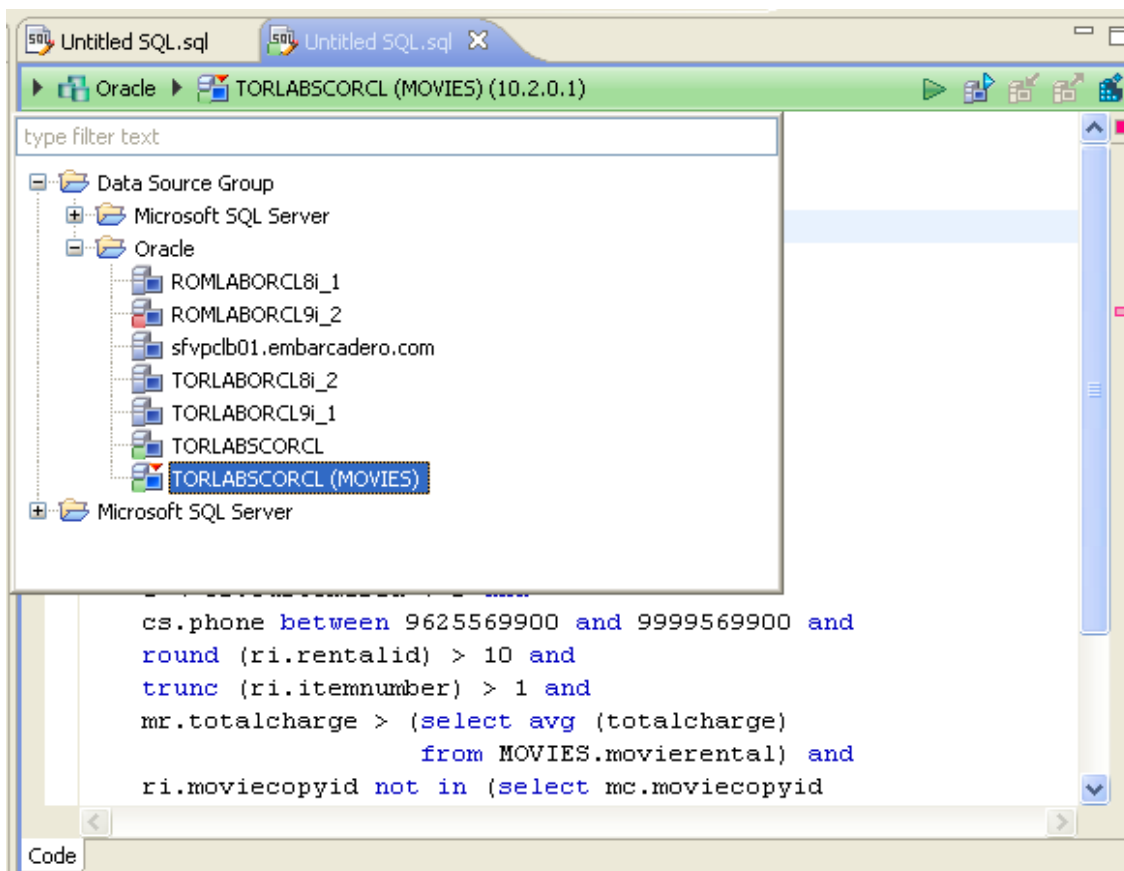 Untitled SQL.sql Untitled SQL.sql
Oracle TORLABSCORCL (MOVIES) (10.2.0.1)
type filter text
Data Source Group
Microsoft SQL Server
Oracle
ROMLABORCL8i_1
ROMLABORCL9i_2
sfvpclb01.embarcadero.com
TORLABORCL8i_2
TORLABORCL9i_1
TORLABSCORCL
TORLABSCORCL (MOVIES)
Microsoft SQL Server
cs.phone between 9625569900 and 9999569900 and
round (ri.rentalid) > 10 and
trunc (ri.itemnumber) > 1 and
mr.totalcharge > (select avg (totalcharge)
from MOVIES.movierental) and
ri.moviecopyid not in (select mc.moviecopyid
Code